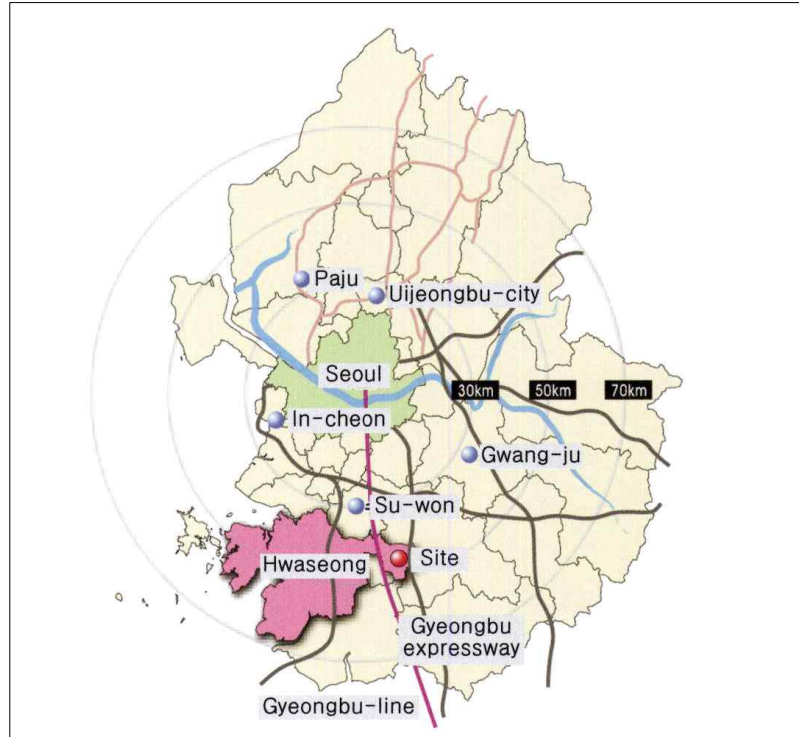 Paju
Uijeongbu-city
Seoul
30km
50km
70km
In-cheon
Gwang-ju
Su-won
Hwaseong
Site
Gyeongbu
expressway
Gyeongbu-line